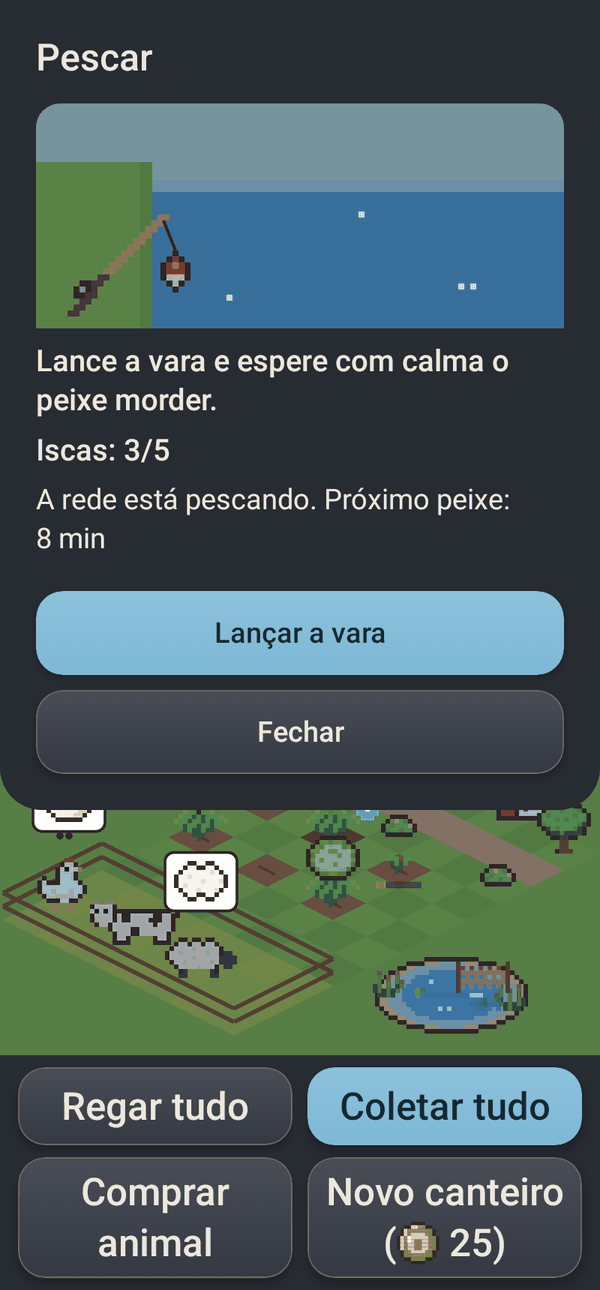 Pescar
Lance a vara e espere com calma o
peixe morder.
Iscas: 3/5
A rede está pescando. Próximo peixe:
8 min
Lançar a vara
Fechar
Regar tudo
Coletar tudo
Comprar
animal
Novo canteiro
( 25)